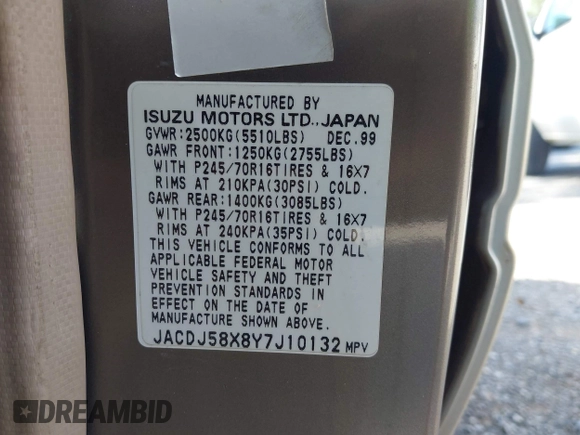 MANUFACTURED BY
ISUZU MOTORS LTD., JAPAN
GVWR:2500KG(5510LBS) DEC.99
GAWR FRONT:1250KG(2755LBS)
WITH P245/70R16TIRES & 16X7
RIMS AT 210KPA(30PSI) COLD.
GAWR REAR:1400KG(3085LBS)
WITH P245/70R16TIRES & 16X7
RIMS AT 240KPA(35PSI) COLD.
THIS VEHICLE CONFORMS TO ALL
APPLICABLE FEDERAL MOTOR
VEHICLE SAFETY AND THEFT
PREVENTION STANDARDS IN
EFFECT ON THE DATE OF
MANUFACTURE SHOWN ABOVE.
JACDJ58X8Y7J10132 MPV
DREAMBID